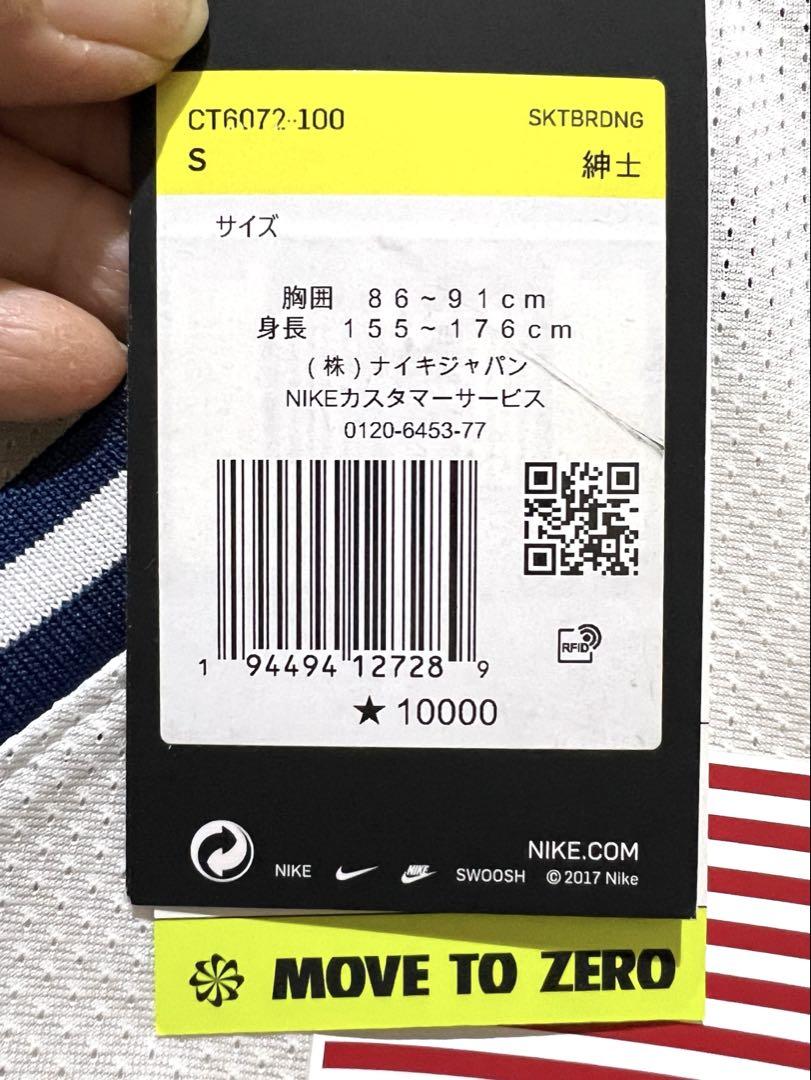 CT6072-100
SKTBRDNG
S
紳士
サイズ
胸囲 86~91cm
身長 155~176cm
(株)ナイキジャパン
NIKEカスタマーサービス
0120-6453-77
RFID
1 94494 12728 9
★10000
NIKE.COM
NIKE NIKE SWOOSH ©2017 Nike
MOVE TO ZERO